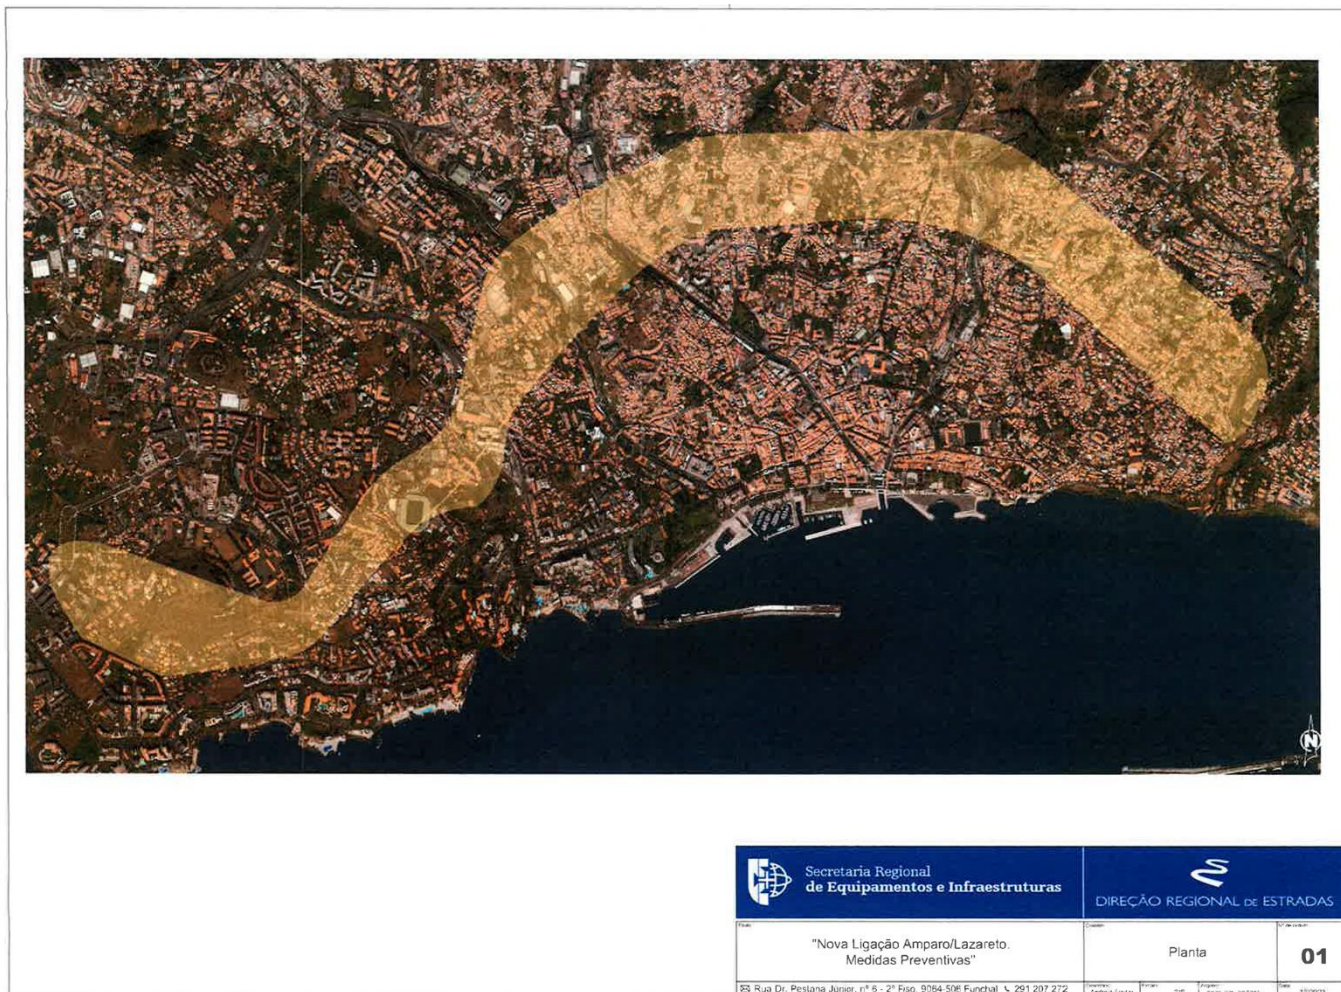 N
Secretaria Regional
de Equipamentos e Infraestruturas
DIREÇÃO REGIONAL DE ESTRADAS
"Nova Ligação Amparo/Lazareto.
Medidas Preventivas"
Planta
01
Rua Dr. Pestana Júnior, nº 6 - 2º Piso, 9064-506 Funchal 291 207 272